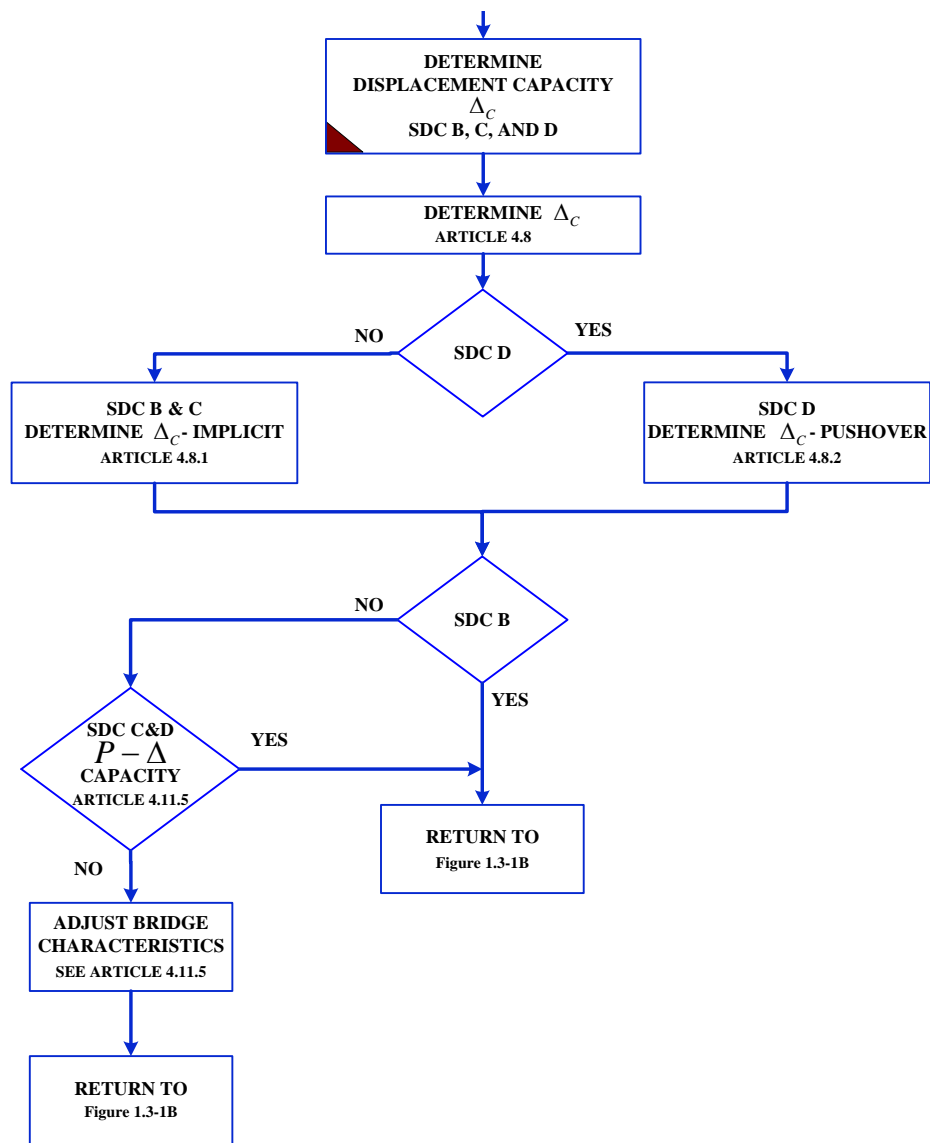 DETERMINE
DISPLACEMENT CAPACITY
Δ_C
SDC B, C, AND D
DETERMINE Δ_C
ARTICLE 4.8
NO
YES
SDC D
SDC B & C
DETERMINE Δ_C - IMPLICIT
ARTICLE 4.8.1
SDC D
DETERMINE Δ_C - PUSHOVER
ARTICLE 4.8.2
NO
SDC B
YES
SDC C&D
P – Δ
CAPACITY
ARTICLE 4.11.5
YES
NO
RETURN TO
Figure 1.3-1B
ADJUST BRIDGE
CHARACTERISTICS
SEE ARTICLE 4.11.5
RETURN TO
Figure 1.3-1B